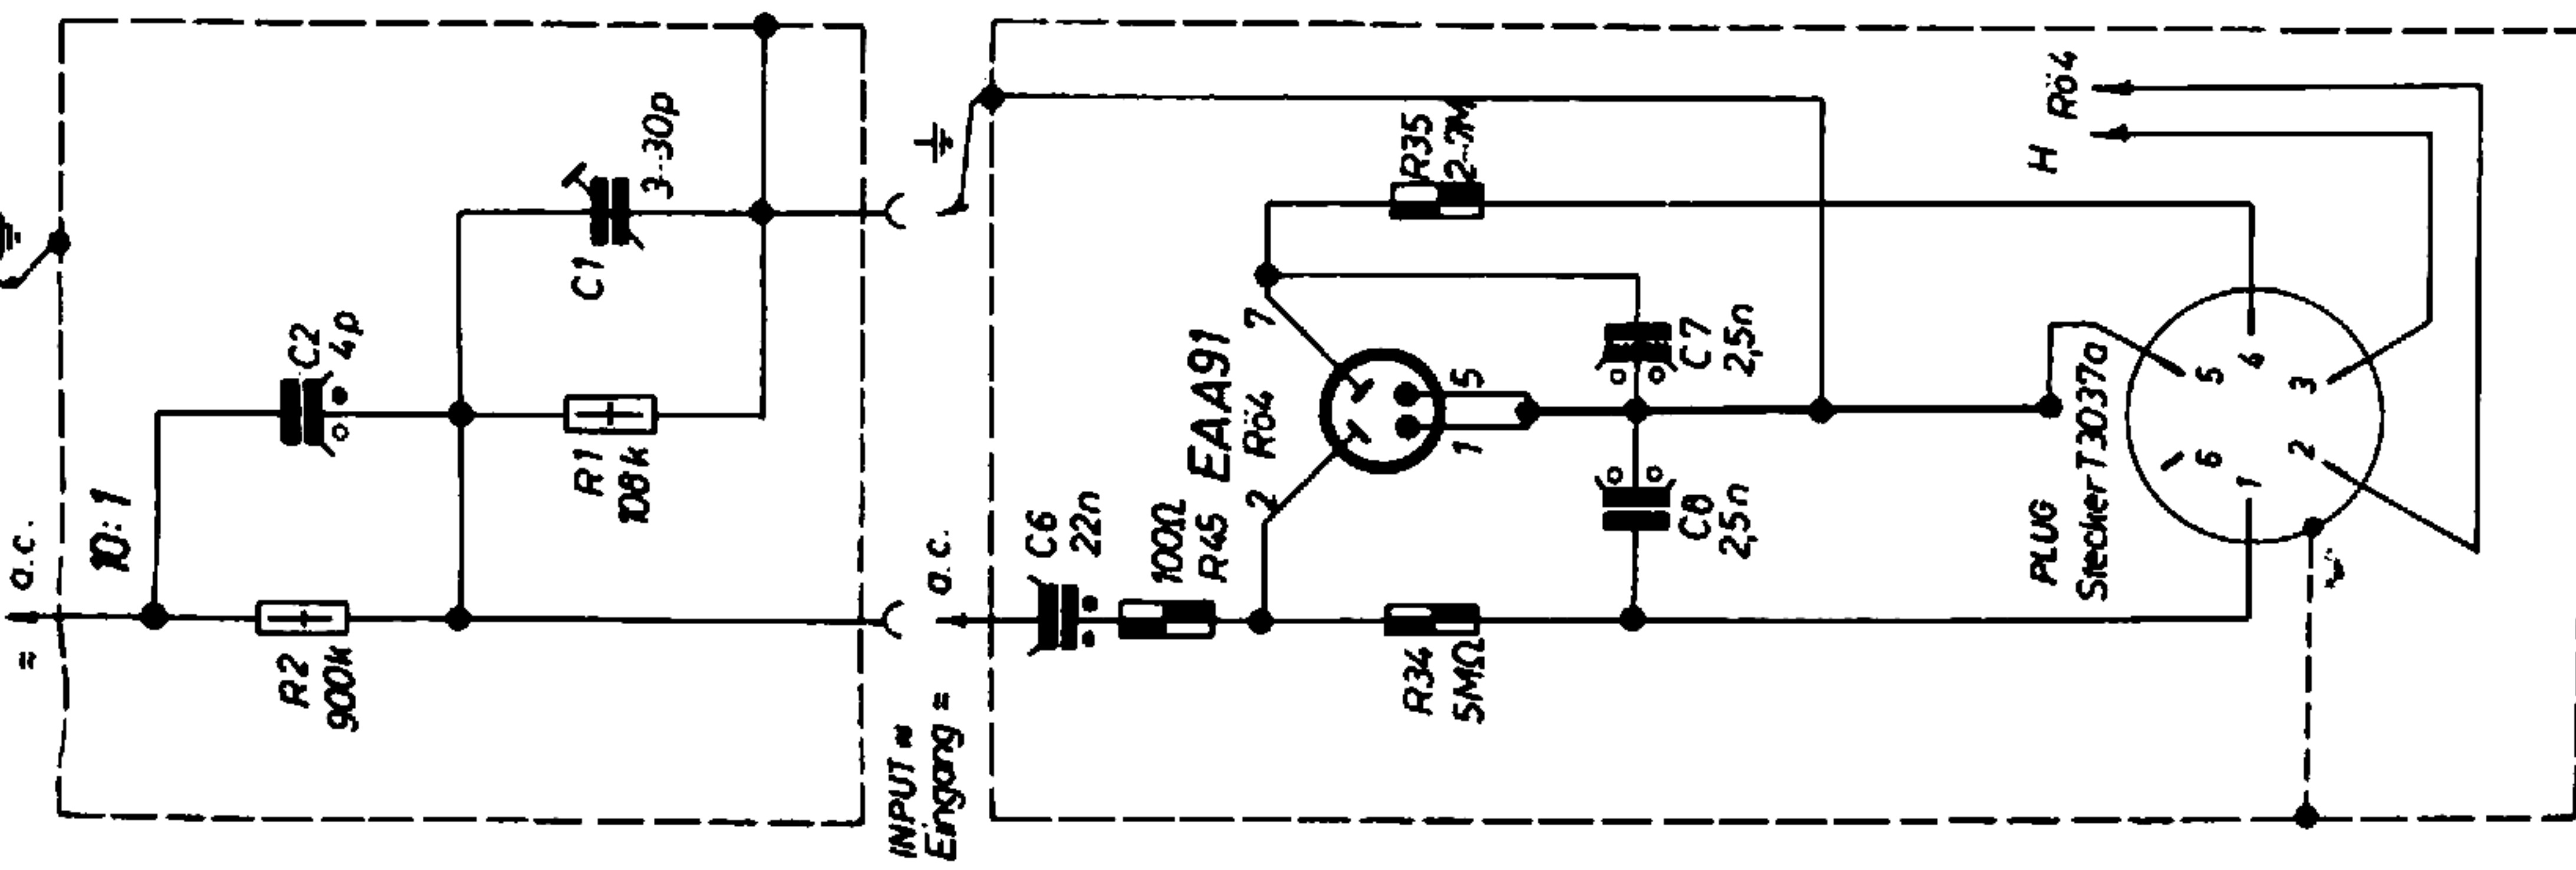 ≈ a.c.
10:1
R2
900k
C2
4p
R1
108k
C1
3-30p
INPUT ≈
Eingang ≈
a.c.
C6
22n
100Ω
R45
EAA91
Rö4
2
7
1
5
R34
5MΩ
R35
C8
2,5n
C7
2,5n
PLUG
Stecker T3037a
1
2
3
4
5
6
H
Rö4